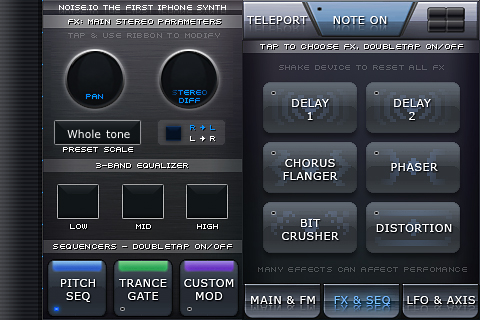 NOISE.IO THE FIRST IPHONE SYNTH
FX: MAIN STEREO PARAMETERS
TAP & USE RIBBON TO MODIFY
PAN
STEREO
DIFF
Whole tone
PRESET SCALE
R → L
L → R
3-BAND EQUALIZER
LOW
MID
HIGH
SEQUENCERS - DOUBLETAP ON/OFF
PITCH
SEQ
TRANCE
GATE
CUSTOM
MOD
TELEPORT
NOTE ON
TAP TO CHOOSE FX. DOUBLETAP ON/OFF
SHAKE DEVICE TO RESET ALL FX
DELAY
1
DELAY
2
CHORUS
FLANGER
PHASER
BIT
CRUSHER
DISTORTION
MANY EFFECTS CAN AFFECT PERFOMANCE
MAIN & FM
FX & SEQ
LFO & AXIS